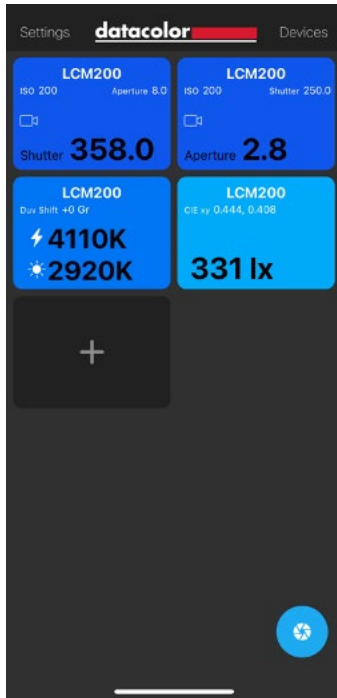 Settings datacolor Devices
LCM200
ISO 200 Aperture 8.0
Shutter 358.0
LCM200
ISO 200 Shutter 250.0
Aperture 2.8
LCM200
Duv Shift +0 Gr
4110K
2920K
LCM200
CIE xy 0.444, 0.408
331 lx
+